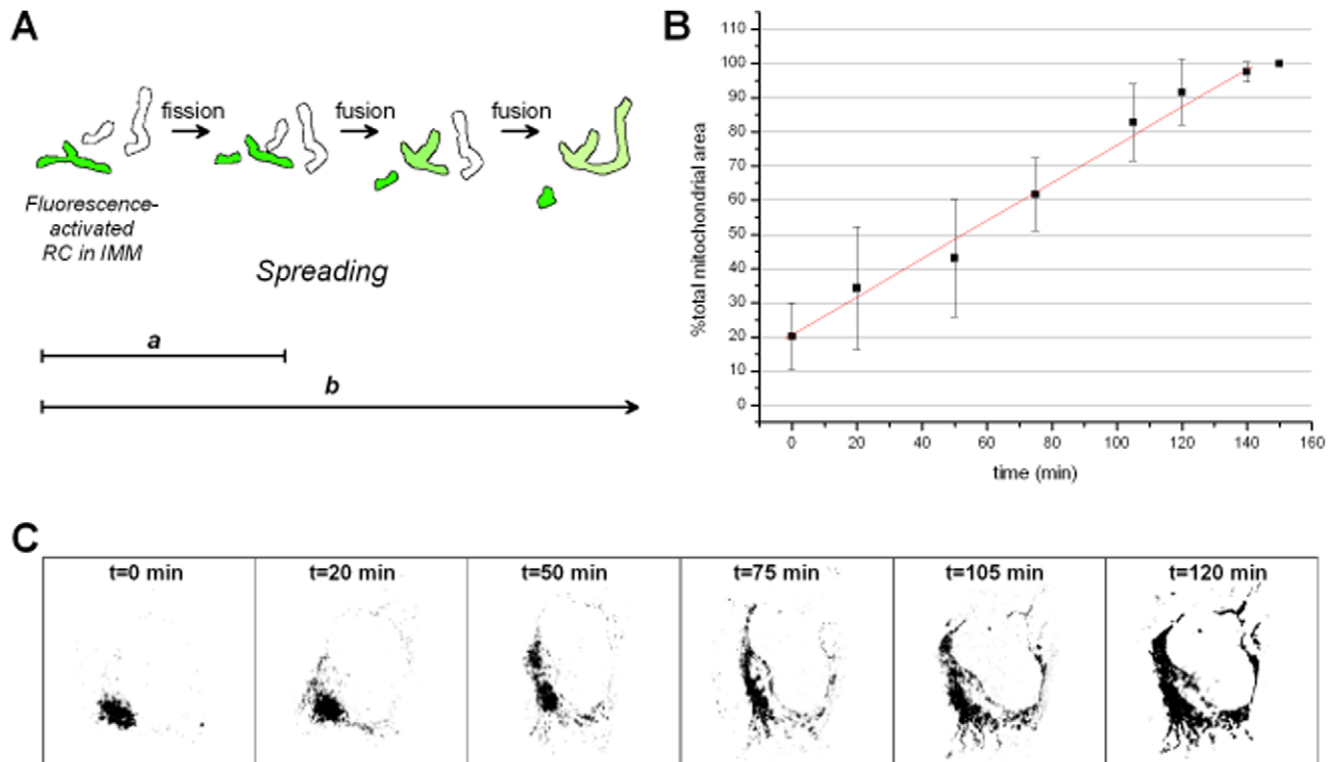 A
fission
fusion
fusion
Fluorescence-
activated
RC in IMM
Spreading
a
b
B
110
100
90
80
70
60
50
40
30
20
10
0
%total mitochondrial area
0 20 40 60 80 100 120 140 160
time (min)
C
t=0 min t=20 min t=50 min t=75 min t=105 min t=120 min